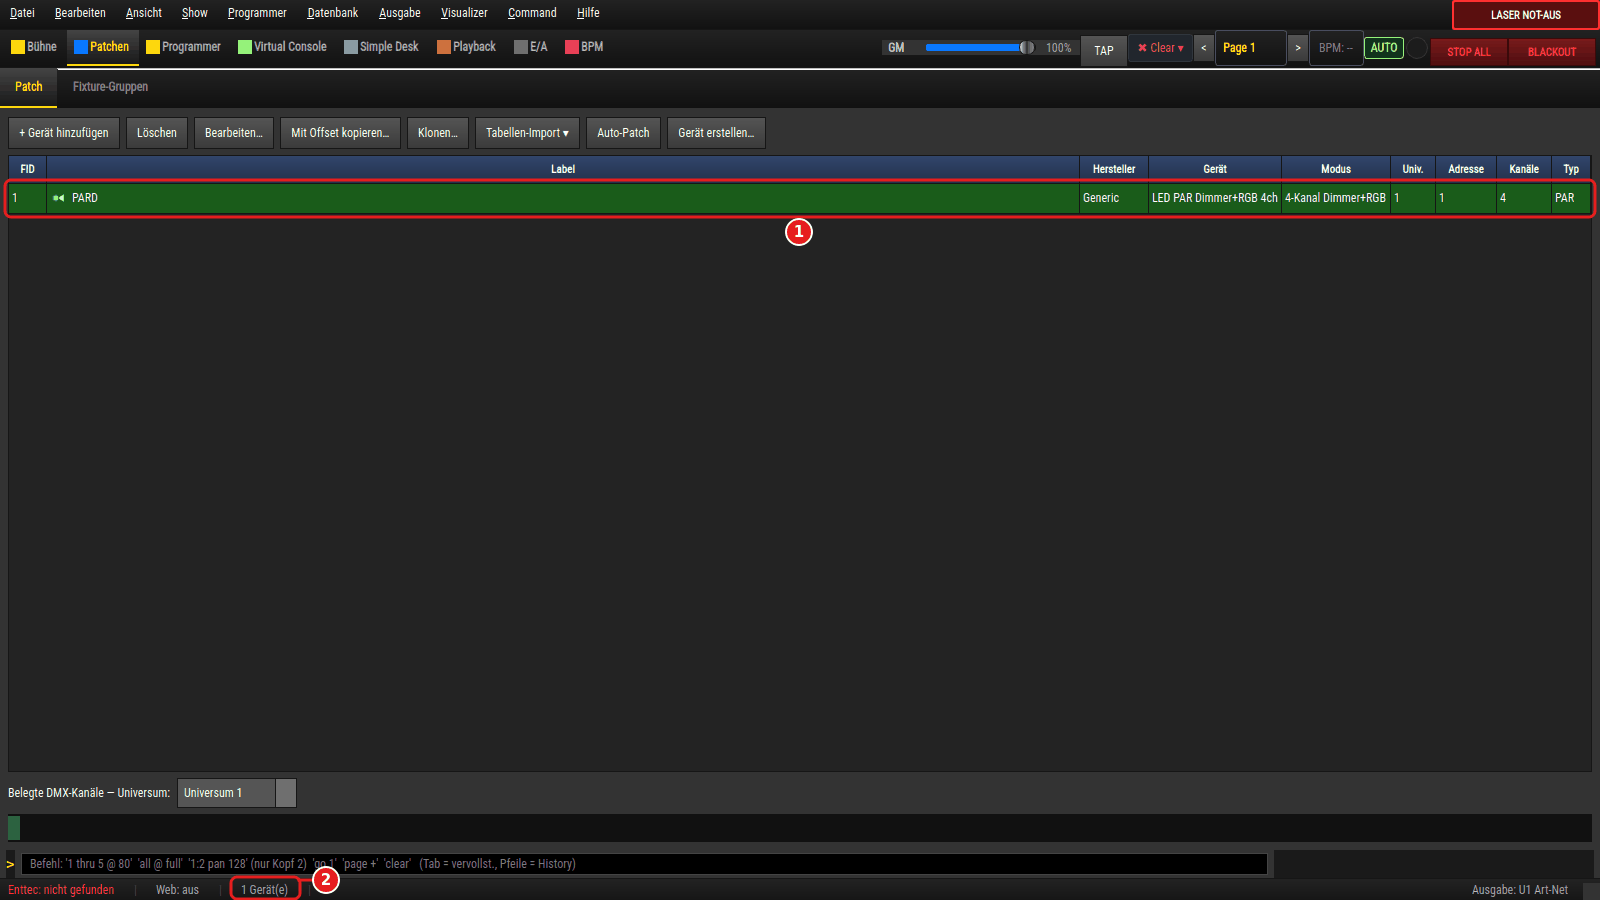 Datei Bearbeiten Ansicht Show Programmer Datenbank Ausgabe Visualizer Command Hilfe LASER NOT-AUS
Bühne Patchen Programmer Virtual Console Simple Desk Playback E/A BPM GM 100% TAP ✖ Clear ▾ < Page 1 > BPM: -- AUTO STOP ALL BLACKOUT
Patch Fixture-Gruppen
+ Gerät hinzufügen Löschen Bearbeiten... Mit Offset kopieren... Klonen... Tabellen-Import ▾ Auto-Patch Gerät erstellen...
FID Label Hersteller Gerät Modus Univ. Adresse Kanäle Typ
1 PARD Generic LED PAR Dimmer+RGB 4ch 4-Kanal Dimmer+RGB 1 1 4 PAR
1
Belegte DMX-Kanäle — Universum: Universum 1
> Befehl: '1 thru 5 @ 80' 'all @ full' '1:2 pan 128' (nur Kopf 2) 'go 1' 'page +' 'clear' (Tab = vervollst., Pfeile = History)
Enttec: nicht gefunden Web: aus 1 Gerät(e) 2 Ausgabe: U1 Art-Net